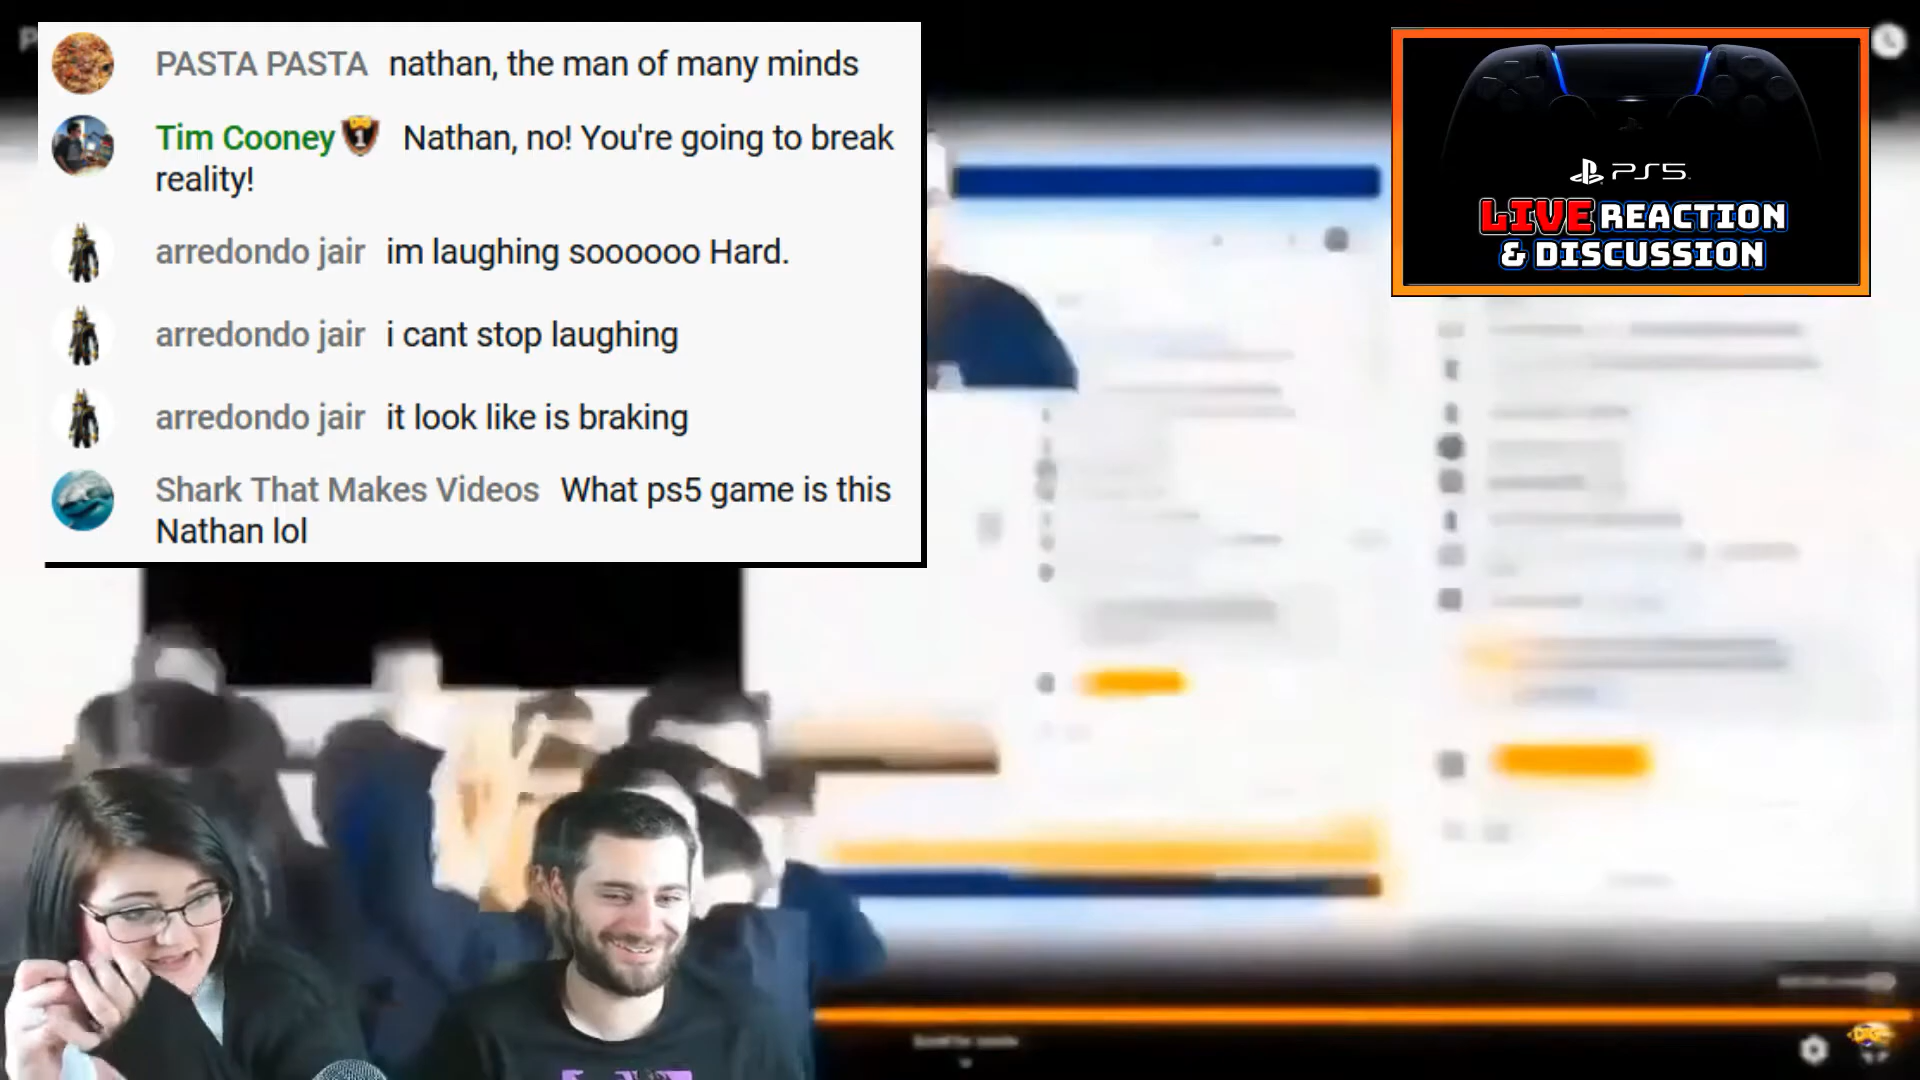 PASTA PASTA nathan, the man of many minds
Tim Cooney 1 Nathan, no! You're going to break
reality!
arredondo jair im laughing soooooo Hard.
arredondo jair i cant stop laughing
arredondo jair it look like is braking
Shark That Makes Videos What ps5 game is this
Nathan lol
PS5
LIVE REACTION
& DISCUSSION